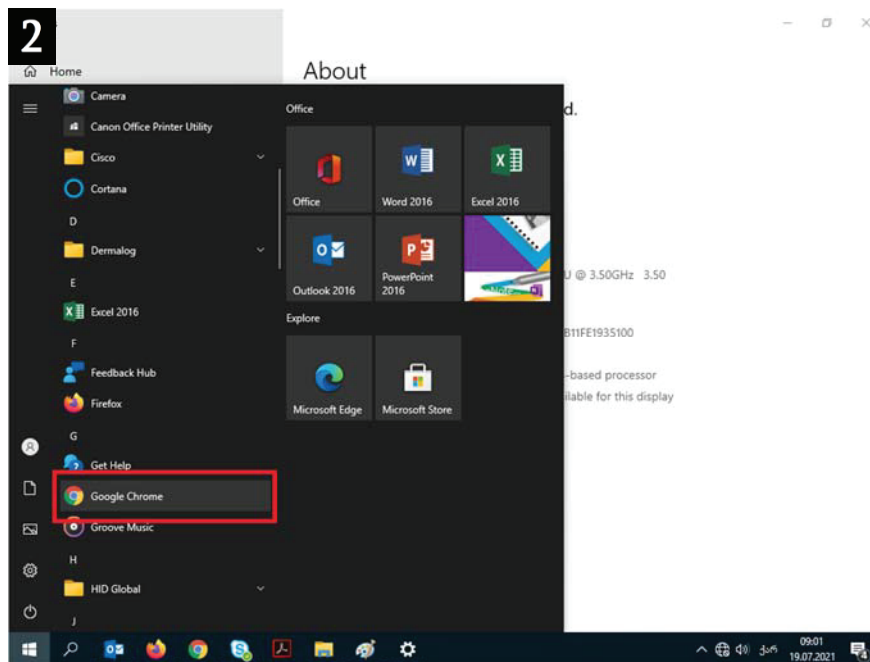 2
Home
About
d.
Camera
Canon Office Printer Utility
Cisco
Cortana
D
Dermalog
E
Excel 2016
F
Feedback Hub
Firefox
G
Get Help
Google Chrome
Groove Music
H
HID Global
J
Office
Office
Word 2016
Excel 2016
Outlook 2016
PowerPoint
2016
Explore
Microsoft Edge
Microsoft Store
U @ 3.50GHz 3.50
B11FE1935100
-based processor
ilable for this display
ქარ
09:01
19.07.2021
4